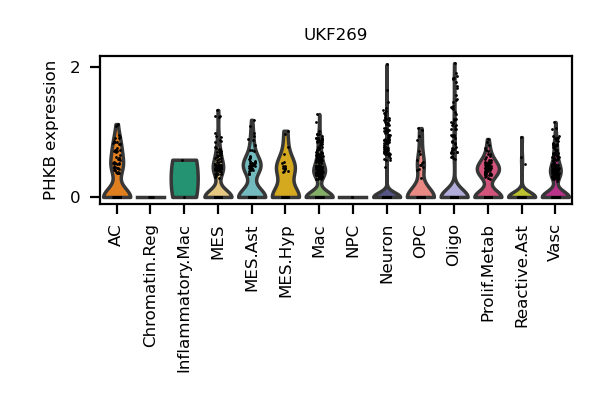 UKF269
PHKB expression
2
0
AC
Chromatin.Reg
Inflammatory.Mac
MES
MES.Ast
MES.Hyp
Mac
NPC
Neuron
OPC
Oligo
Prolif.Metab
Reactive.Ast
Vasc